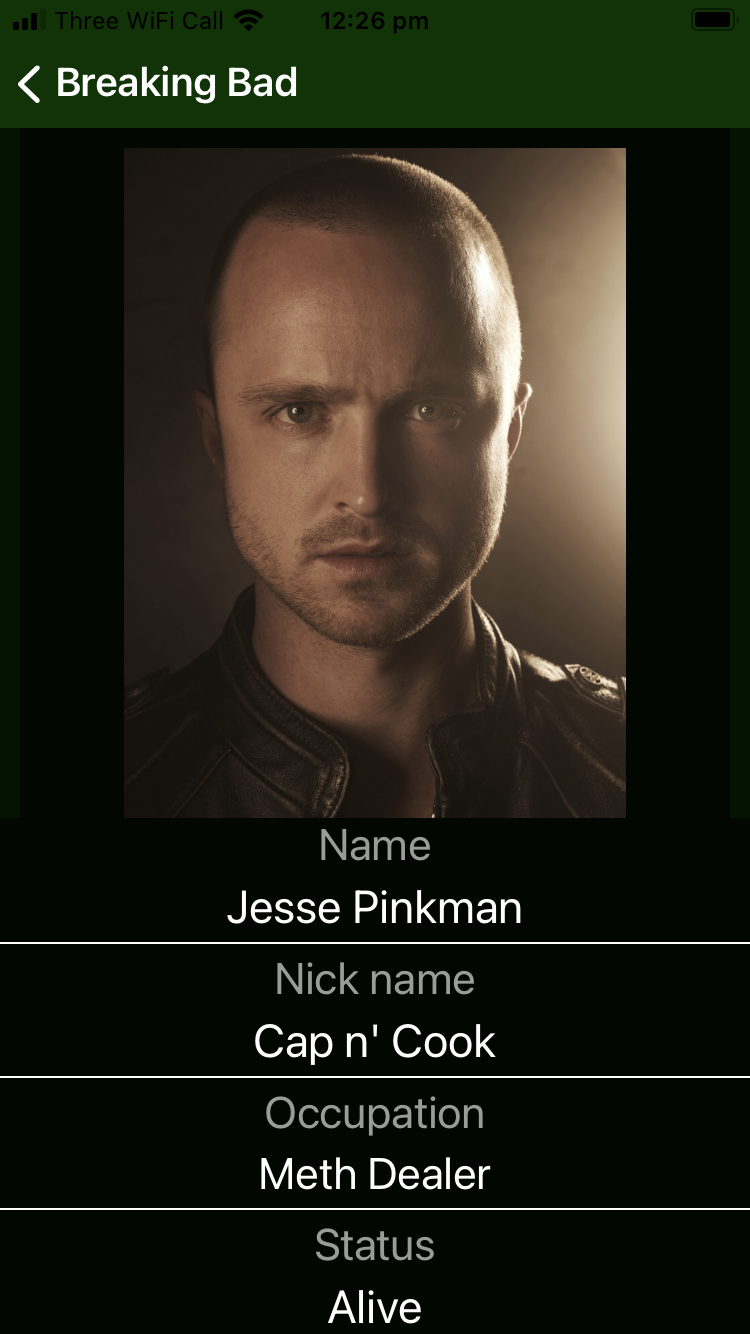 Three WiFi Call 12:26 pm
Breaking Bad
Name
Jesse Pinkman
Nick name
Cap n' Cook
Occupation
Meth Dealer
Status
Alive